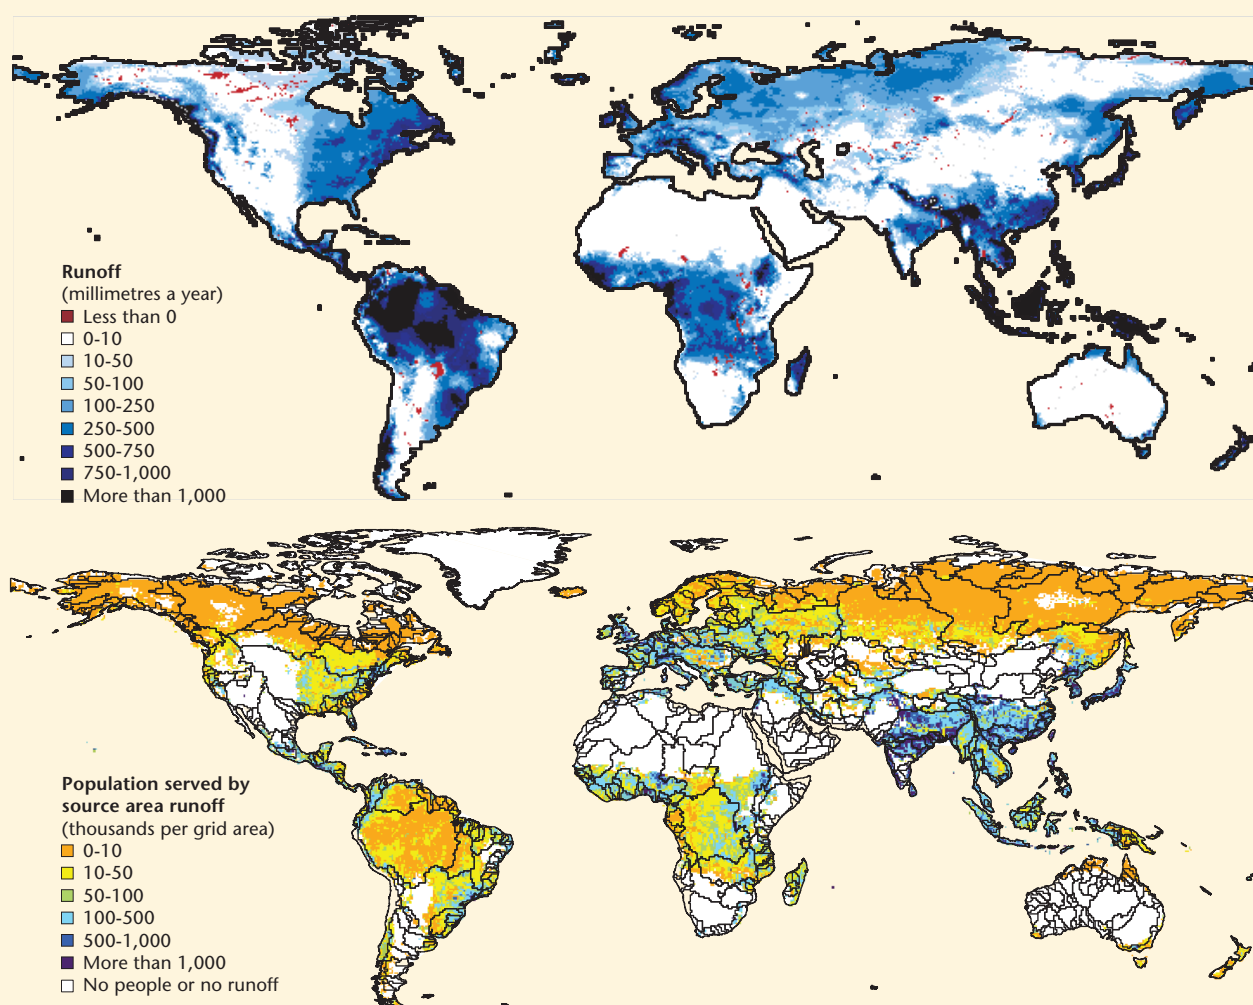 Runoff
(millimetres a year)
Less than 0
0-10
10-50
50-100
100-250
250-500
500-750
750-1,000
More than 1,000
Population served by
source area runoff
(thousands per grid area)
0-10
10-50
50-100
100-500
500-1,000
More than 1,000
No people or no runoff